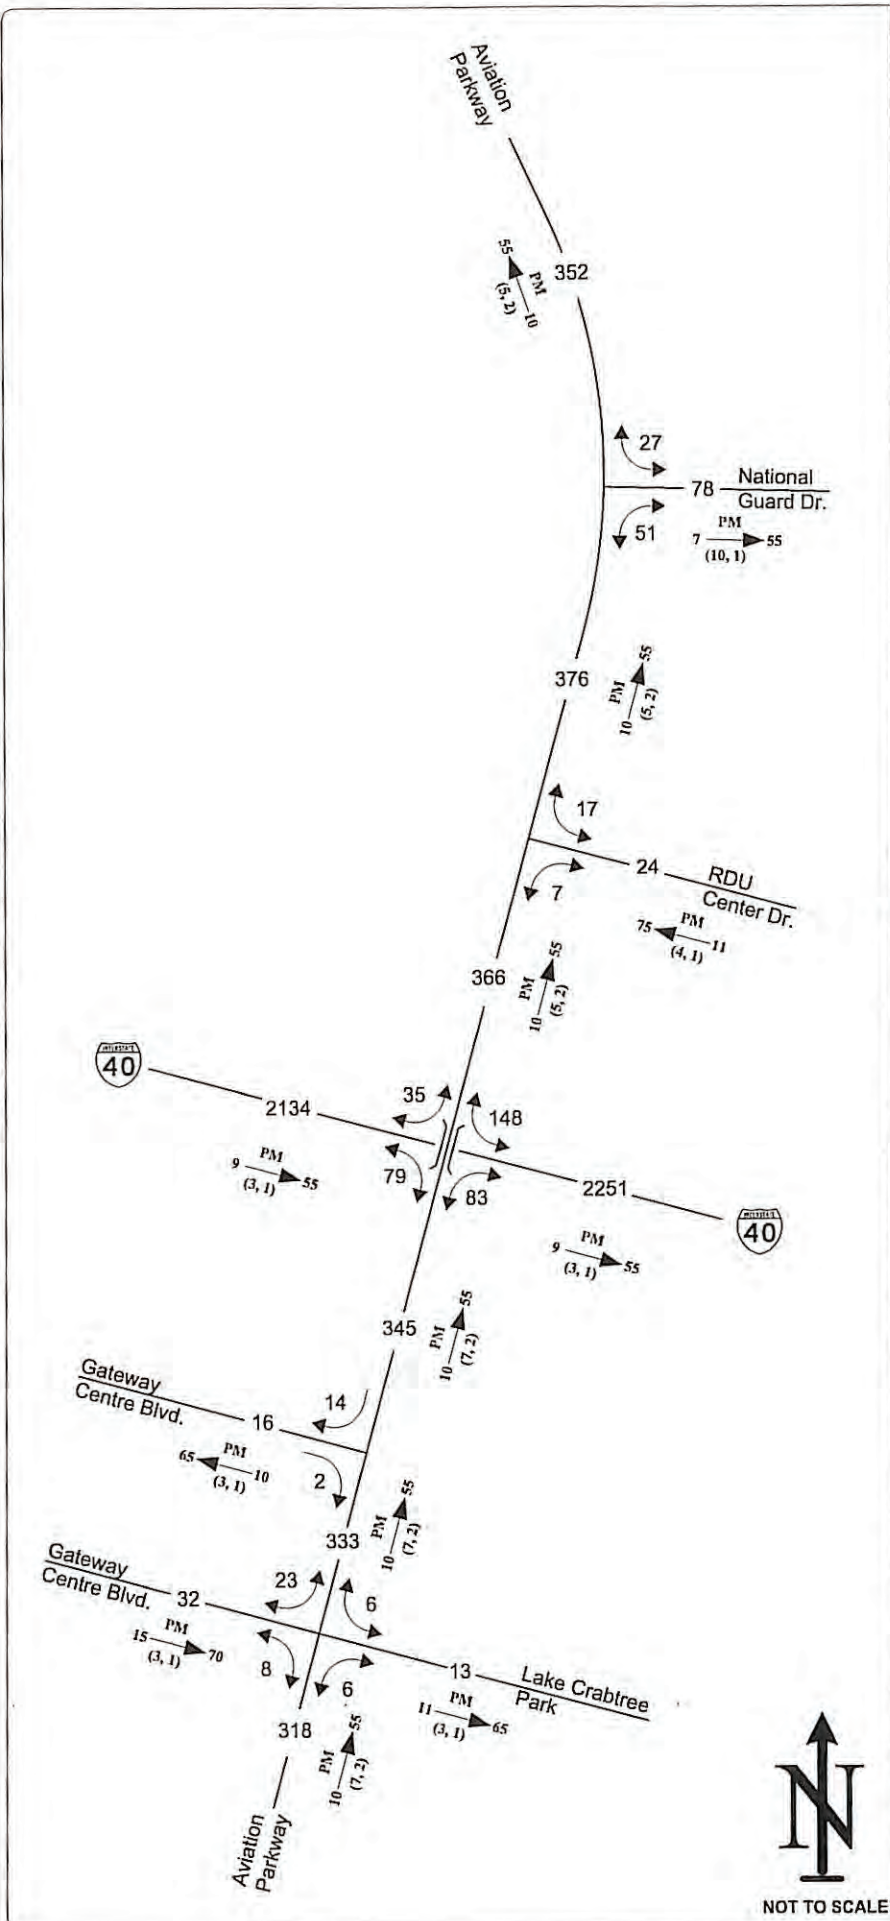 Aviation
Parkway
352
55
PM
(5, 2)
10
27
78
National
Guard Dr.
51
PM
7
55
(10, 1)
376
55
PM
(5, 2)
10
17
24
RDU
Center Dr.
7
75
PM
11
(4, 1)
366
55
PM
(5, 2)
10
INTERSTATE
40
2134
35
148
9
PM
55
(3, 1)
79
83
2251
INTERSTATE
40
9
PM
55
(3, 1)
345
55
PM
(7, 2)
10
Gateway
Centre Blvd.
16
14
65
PM
10
(3, 1)
2
333
55
PM
(7, 2)
10
Gateway
Centre Blvd.
32
23
6
15
PM
70
(3, 1)
8
6
13
Lake Crabtree
Park
11
PM
65
(3, 1)
318
55
PM
(7, 2)
10
Aviation
Parkway
N
NOT TO SCALE